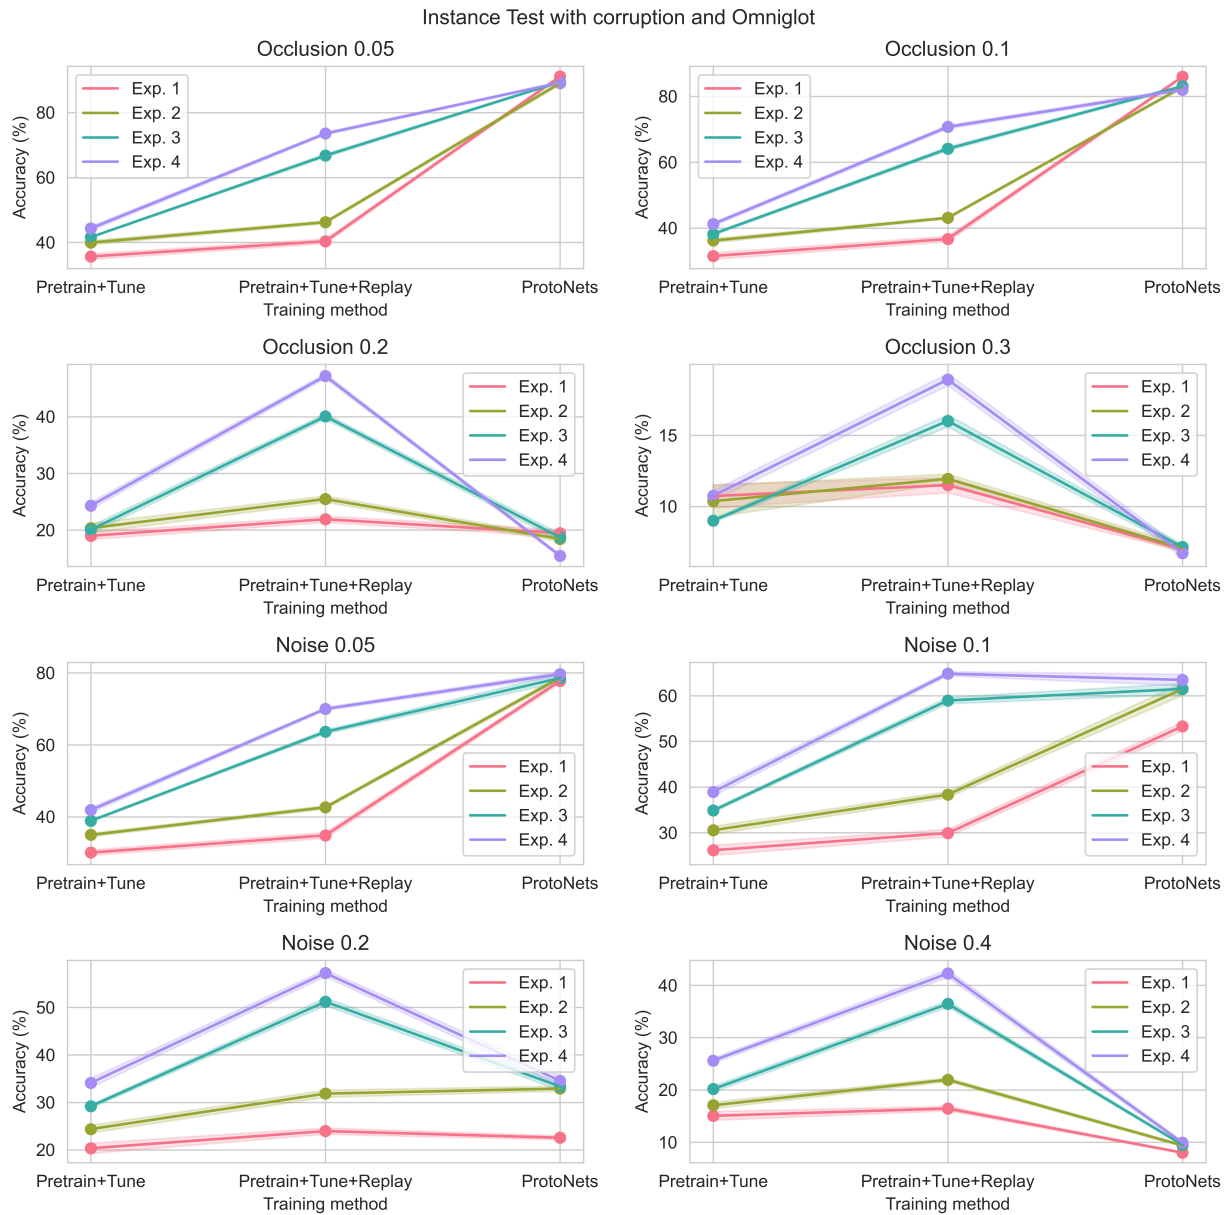 Instance Test with corruption and Omniglot
Occlusion 0.05
Accuracy (%)
80
60
40
Exp. 1
Exp. 2
Exp. 3
Exp. 4
Pretrain+Tune
Pretrain+Tune+Replay
ProtoNets
Training method
Occlusion 0.1
Accuracy (%)
80
60
40
Exp. 1
Exp. 2
Exp. 3
Exp. 4
Pretrain+Tune
Pretrain+Tune+Replay
ProtoNets
Training method
Occlusion 0.2
Accuracy (%)
40
30
20
Exp. 1
Exp. 2
Exp. 3
Exp. 4
Pretrain+Tune
Pretrain+Tune+Replay
ProtoNets
Training method
Occlusion 0.3
Accuracy (%)
15
10
Exp. 1
Exp. 2
Exp. 3
Exp. 4
Pretrain+Tune
Pretrain+Tune+Replay
ProtoNets
Training method
Noise 0.05
Accuracy (%)
80
60
40
Exp. 1
Exp. 2
Exp. 3
Exp. 4
Pretrain+Tune
Pretrain+Tune+Replay
ProtoNets
Training method
Noise 0.1
Accuracy (%)
60
50
40
30
Exp. 1
Exp. 2
Exp. 3
Exp. 4
Pretrain+Tune
Pretrain+Tune+Replay
ProtoNets
Training method
Noise 0.2
Accuracy (%)
50
40
30
20
Exp. 1
Exp. 2
Exp. 3
Exp. 4
Pretrain+Tune
Pretrain+Tune+Replay
ProtoNets
Training method
Noise 0.4
Accuracy (%)
40
30
20
10
Exp. 1
Exp. 2
Exp. 3
Exp. 4
Pretrain+Tune
Pretrain+Tune+Replay
ProtoNets
Training method